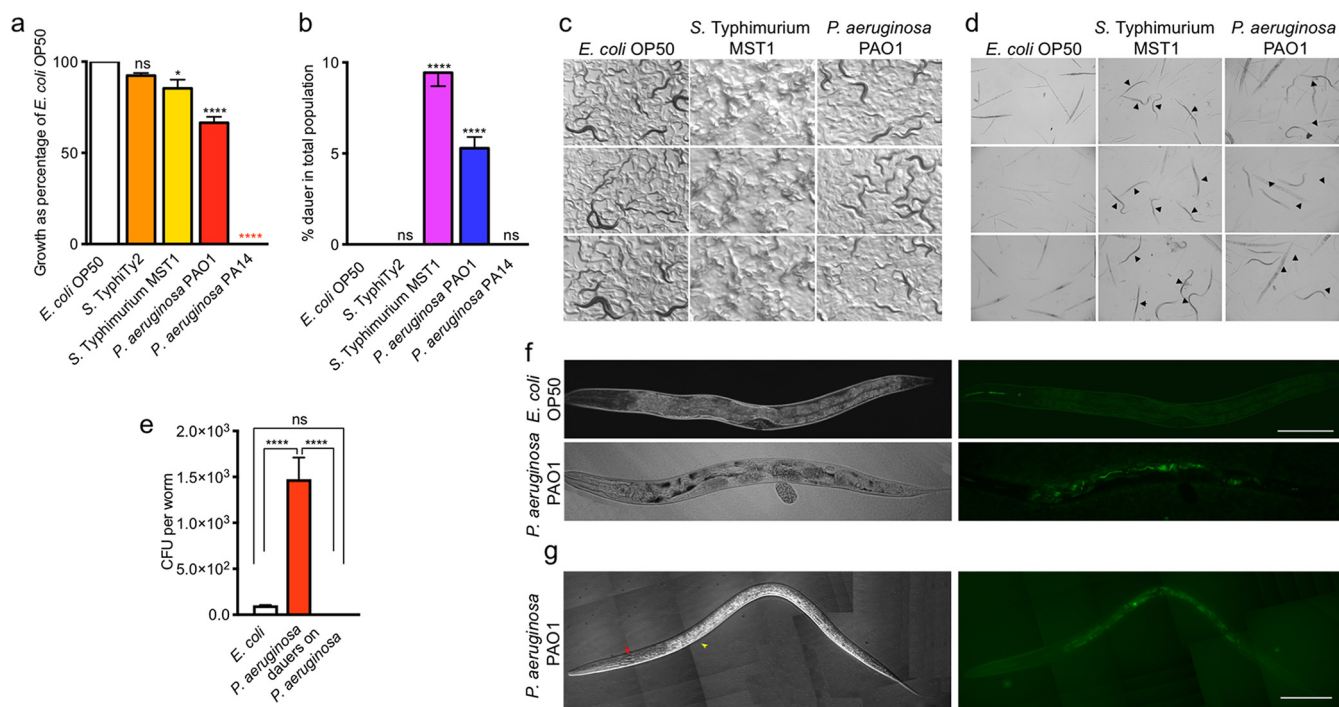 a
Growth as percentage of E. coli OP50
100
50
0
ns
*
****
****
E. coli OP50
S. TyphiTy2
S. Typhimurium MST1
P. aeruginosa PAO1
P. aeruginosa PA14
b
% dauer in total population
10
5
0
ns
****
****
ns
E. coli OP50
S. TyphiTy2
S. Typhimurium MST1
P. aeruginosa PAO1
P. aeruginosa PA14
c
E. coli OP50
S. Typhimurium
MST1
P. aeruginosa
PAO1
d
E. coli OP50
S. Typhimurium
MST1
P. aeruginosa
PAO1
e
CFU per worm
2.0×10³
1.5×10³
1.0×10³
5.0×10²
0
ns
**** ****
E. coli
P. aeruginosa
dauers on
P. aeruginosa
f
E. coli
OP50
P. aeruginosa
PAO1
g
P. aeruginosa
PAO1